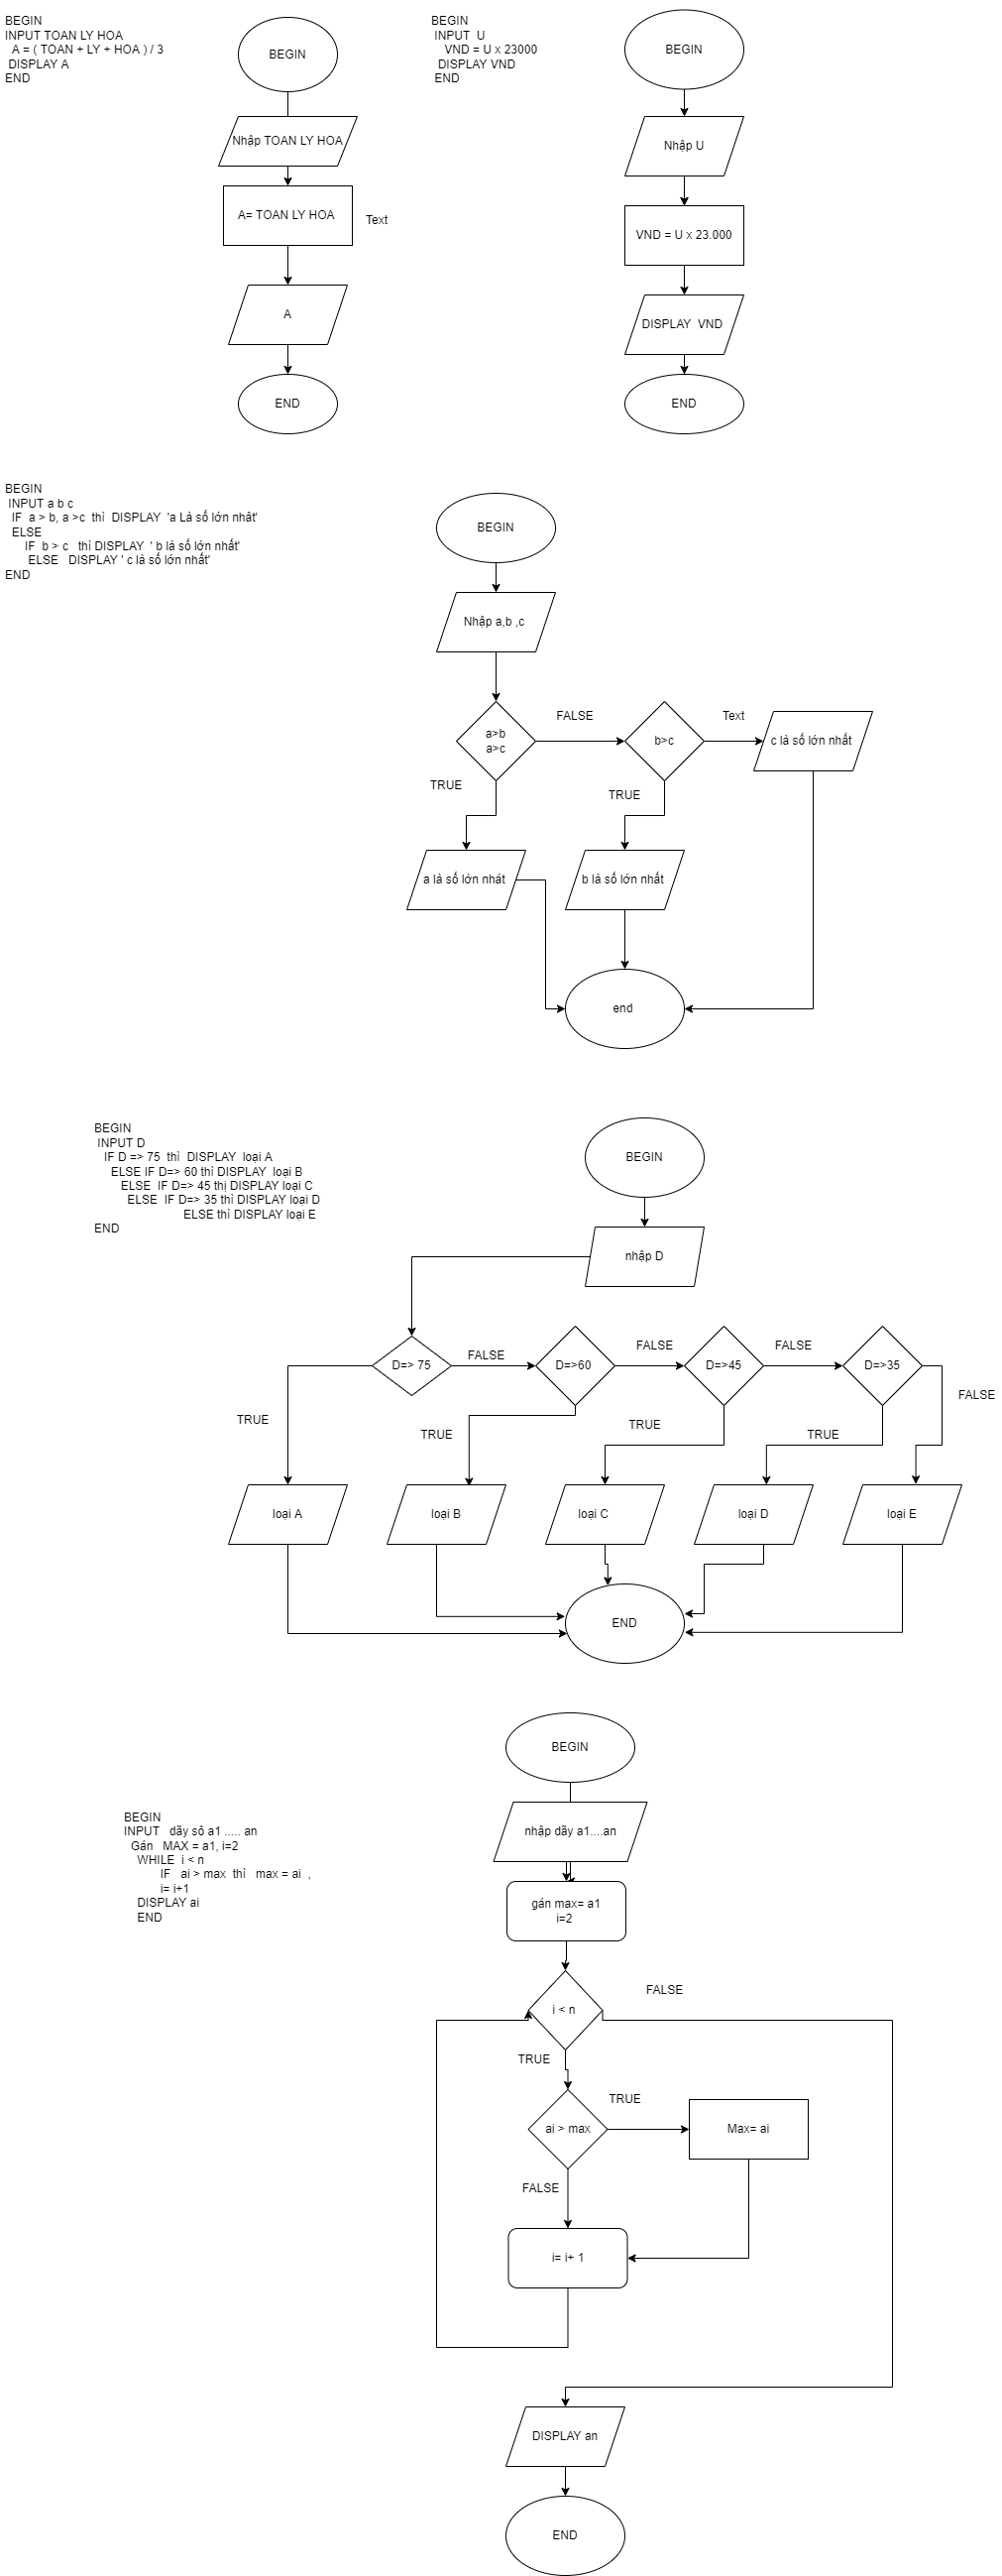 BEGIN
INPUT TOAN LY HOA
A = ( TOAN + LY + HOA ) / 3
DISPLAY A
END
BEGIN
Nhập TOAN LY HOA
A= TOAN LY HOA
Text
A
END
BEGIN
INPUT U
VND = U x 23000
DISPLAY VND
END
BEGIN
Nhập U
VND = U x 23.000
DISPLAY VND
END
BEGIN
INPUT a b c
IF a > b, a >c thì DISPLAY 'a Là số lớn nhât'
ELSE
IF b > c thì DISPLAY ' b là số lớn nhất'
ELSE DISPLAY ' c là số lớn nhất'
END
BEGIN
Nhập a,b ,c
a>b
a>c
FALSE
b>c
Text
c là số lớn nhất
TRUE
TRUE
a là số lớn nhát
b là số lớn nhất
end
BEGIN
INPUT D
IF D => 75 thì DISPLAY loại A
ELSE IF D=> 60 thì DISPLAY loại B
ELSE IF D=> 45 thị DISPLAY loại C
ELSE IF D=> 35 thì DISPLAY loại D
ELSE thì DISPLAY loại E
END
BEGIN
nhập D
D=> 75
FALSE
D=>60
FALSE
D=>45
FALSE
D=>35
FALSE
TRUE
TRUE
TRUE
TRUE
loại A
loại B
loại C
loại D
loại E
END
BEGIN
INPUT dãy sô a1 ..... an
Gán MAX = a1, i=2
WHILE i < n
IF ai > max thì max = ai ,
i= i+1
DISPLAY ai
END
BEGIN
nhập dãy a1....an
gán max= a1
i=2
i < n
FALSE
TRUE
ai > max
TRUE
Max= ai
FALSE
i= i+ 1
DISPLAY an
END